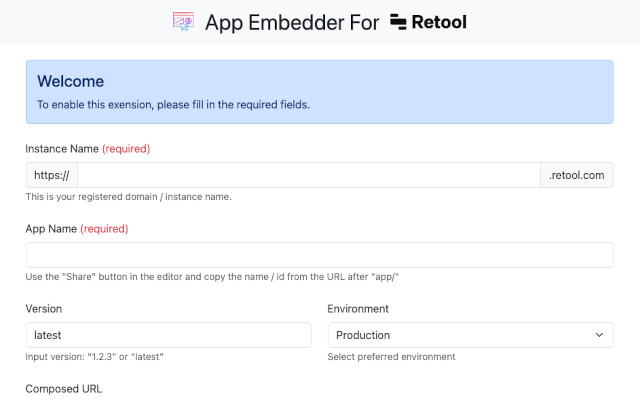 App Embedder For Retool
Welcome
To enable this exension, please fill in the required fields.
Instance Name (required)
https:// .retool.com
This is your registered domain / instance name.
App Name (required)
Use the "Share" button in the editor and copy the name / id from the URL after "app/"
Version Environment
latest Production
Input version: "1.2.3" or "latest" Select preferred environment
Composed URL